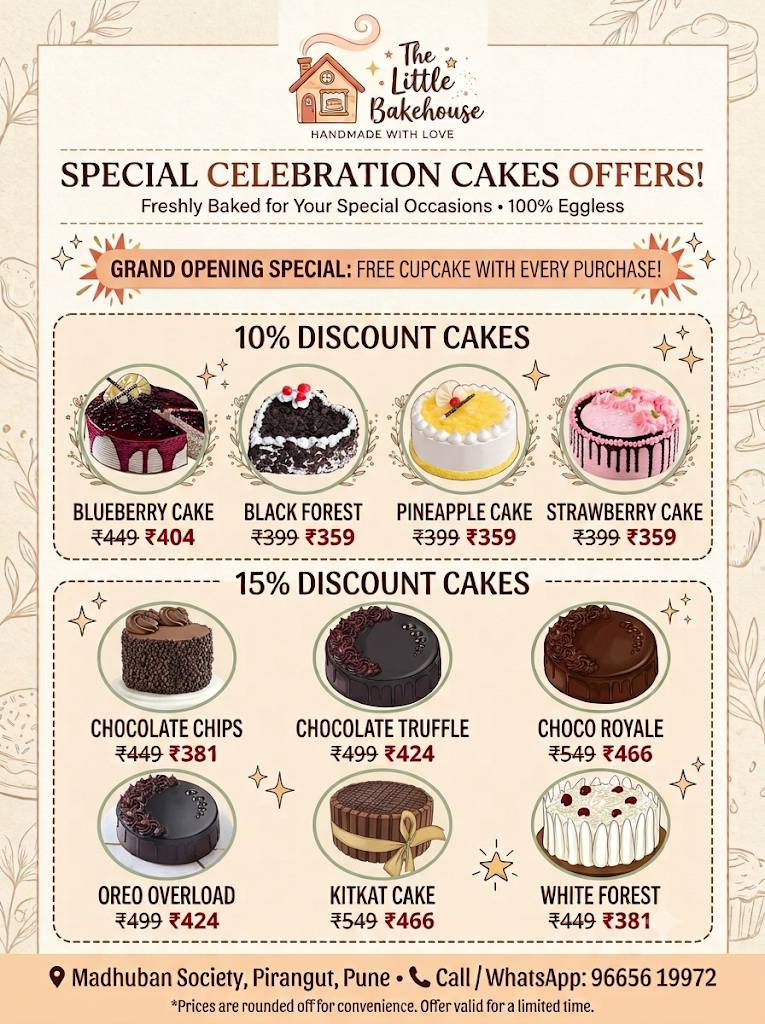 The
Little
Bakehouse
HANDMADE WITH LOVE
SPECIAL CELEBRATION CAKES OFFERS!
Freshly Baked for Your Special Occasions • 100% Eggless
GRAND OPENING SPECIAL: FREE CUPCAKE WITH EVERY PURCHASE!
10% DISCOUNT CAKES
BLUEBERRY CAKE BLACK FOREST PINEAPPLE CAKE STRAWBERRY CAKE
₹449 ₹404 ₹399 ₹359 ₹399 ₹359 ₹399 ₹359
15% DISCOUNT CAKES
CHOCOLATE CHIPS CHOCOLATE TRUFFLE CHOCO ROYALE
₹449 ₹381 ₹499 ₹424 ₹549 ₹466
OREO OVERLOAD KITKAT CAKE WHITE FOREST
₹499 ₹424 ₹549 ₹466 ₹449 ₹381
Madhuban Society, Pirangut, Pune • Call / WhatsApp: 96656 19972
*Prices are rounded off for convenience. Offer valid for a limited time.